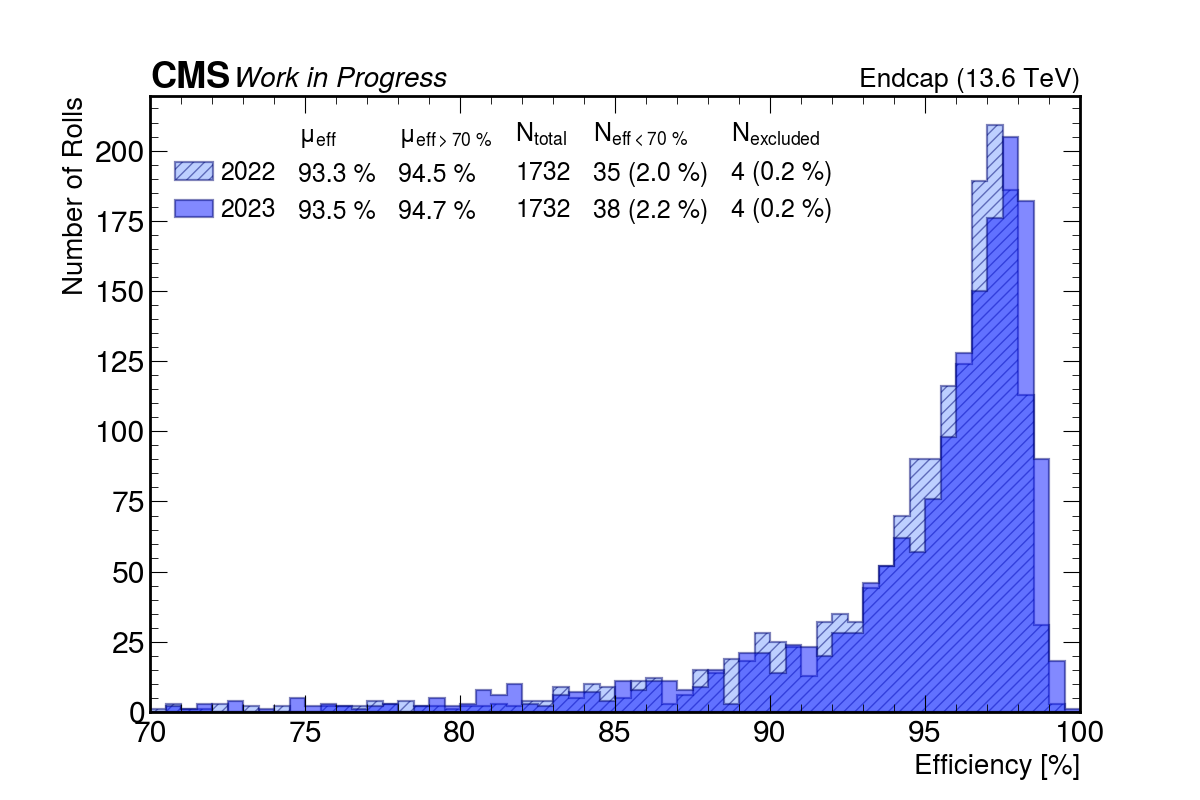 CMS Work in Progress Endcap (13.6 TeV)
Number of Rolls
μeff μeff > 70 % Ntotal Neff < 70 % Nexcluded
2022 93.3 % 94.5 % 1732 35 (2.0 %) 4 (0.2 %)
2023 93.5 % 94.7 % 1732 38 (2.2 %) 4 (0.2 %)
200
175
150
125
100
75
50
25
0
70 75 80 85 90 95 100
Efficiency [%]